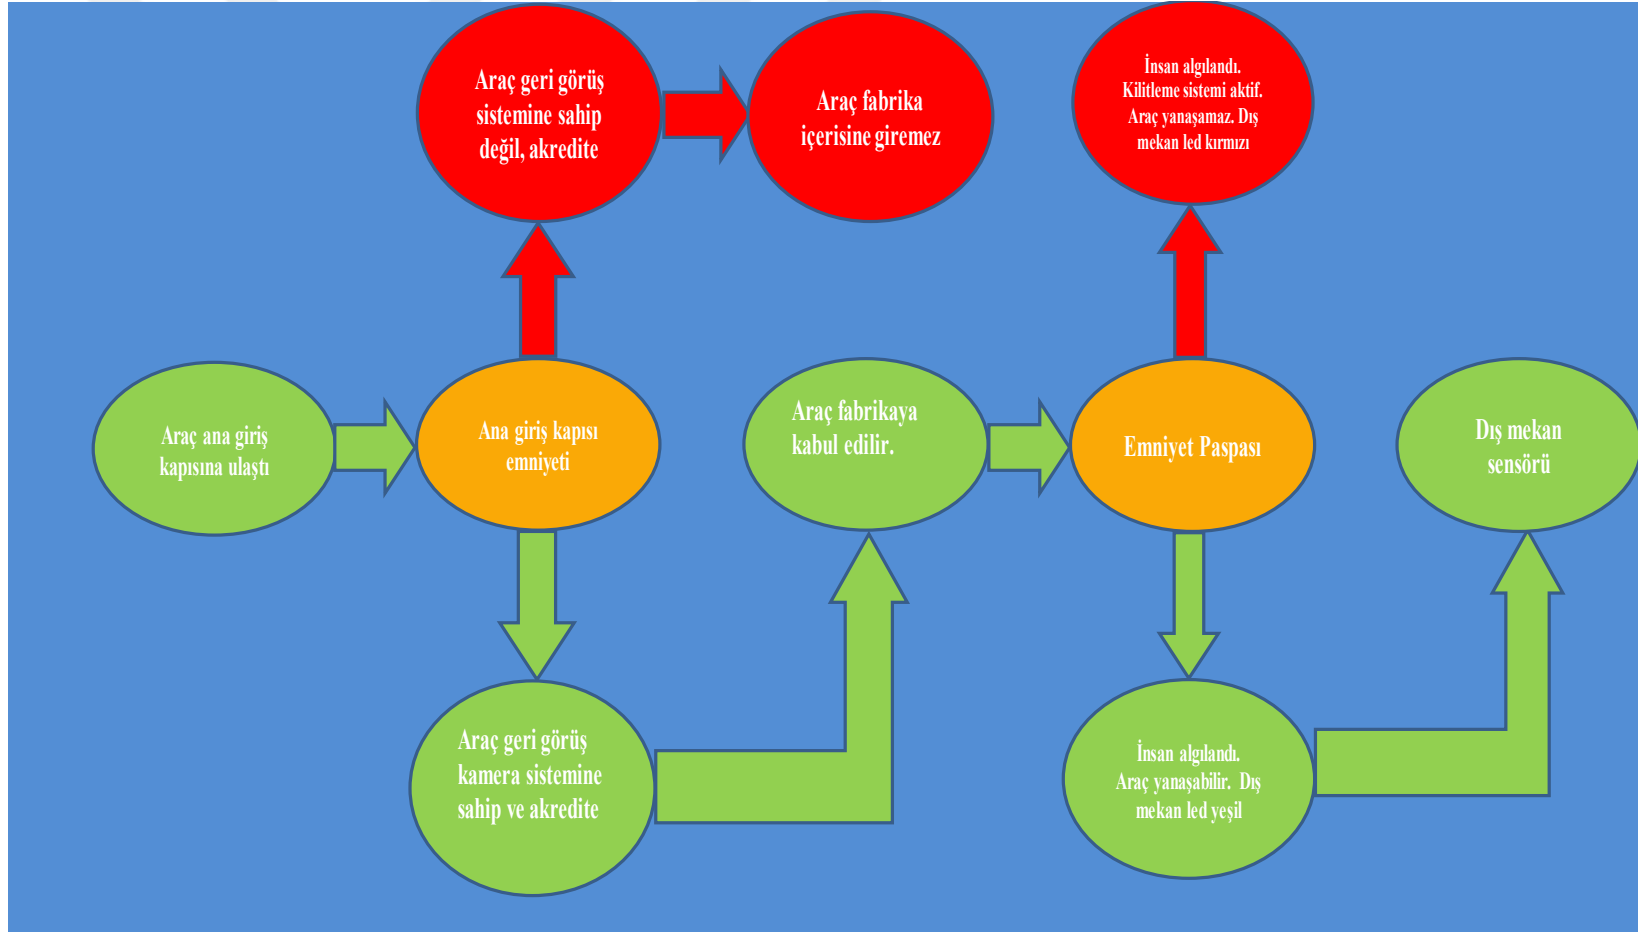 Araç geri görüş
sistemine sahip
değil, akredite
Araç fabrika
içerisine giremez
İnsan algılandı.
Kilitleme sistemi aktif.
Araç yanaşamaz. Dış
mekan led kırmızı
Araç ana giriş
kapısına ulaştı
Ana giriş kapısı
emniyeti
Araç fabrikaya
kabul edilir.
Emniyet Paspası
Dış mekan
sensörü
Araç geri görüş
kamera sistemine
sahip ve akredite
İnsan algılandı.
Araç yanaşabilir. Dış
mekan led yeşil